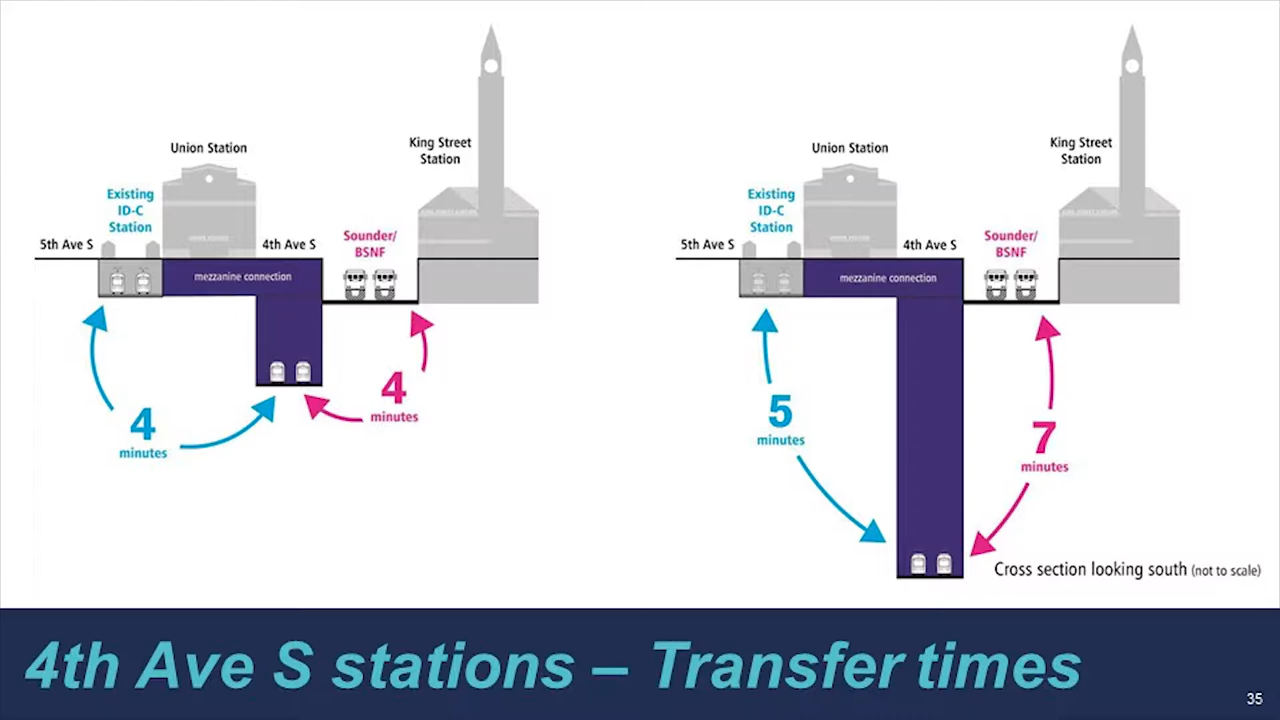 Union Station
King Street
Station
Existing
ID-C
Station
5th Ave S
4th Ave S
Sounder/
BSNF
mezzanine connection
4
minutes
4
minutes
Union Station
King Street
Station
Existing
ID-C
Station
5th Ave S
4th Ave S
Sounder/
BSNF
mezzanine connection
5
minutes
7
minutes
Cross section looking south (not to scale)
4th Ave S stations – Transfer times
35